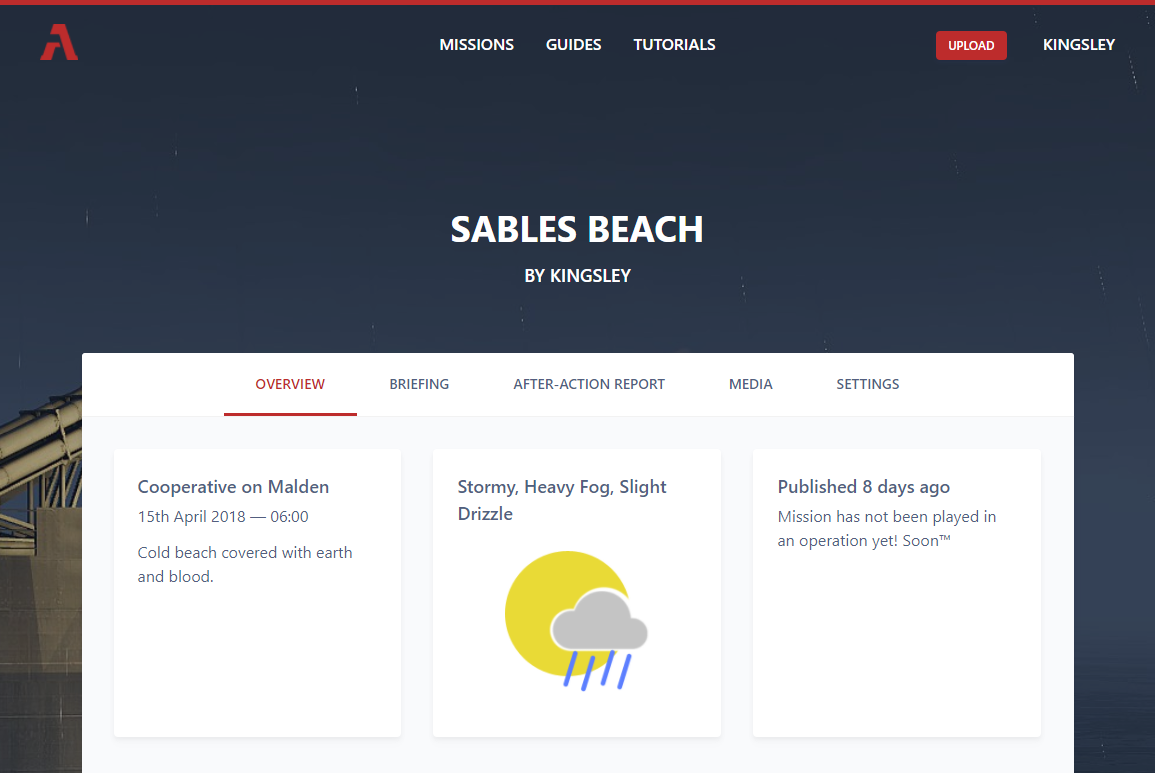 MISSIONS GUIDES TUTORIALS UPLOAD KINGSLEY
SABLES BEACH
BY KINGSLEY
OVERVIEW BRIEFING AFTER-ACTION REPORT MEDIA SETTINGS
Cooperative on Malden
15th April 2018 — 06:00
Cold beach covered with earth
and blood.
Stormy, Heavy Fog, Slight
Drizzle
Published 8 days ago
Mission has not been played in
an operation yet! Soon™